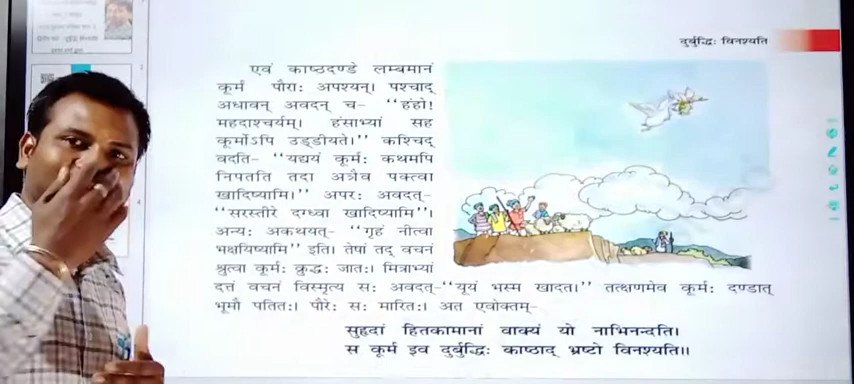 दुर्बुद्धिः विनश्यति
एवं काष्ठदण्डे लम्बमानं
कूर्मं पौराः अपश्यन्। पश्चाद्
अधावन् अवदन् च- "हंहो!
महदाश्चर्यम्। हंसाभ्यां सह
कूर्मोऽपि उड्डीयते।" कश्चिद्
वदति- "यद्ययं कूर्मः कथमपि
निपतति तदा अत्रैव पक्त्वा
खादिष्यामि।" अपरः अवदत्-
"सरस्तीरे दग्ध्वा खादिष्यामि"।
अन्यः अकथयत्- "गृहं नीत्वा
भक्षयिष्यामि" इति। तेषां तद् वचनं
श्रुत्वा कूर्मः क्रुद्धः जातः। मित्राभ्यां
दत्तं वचनं विस्मृत्य सः अवदत्-"यूयं भस्म खादत।" तत्क्षणमेव कूर्मः दण्डात्
भूमौ पतितः। पौरैः सः मारितः। अत एवोक्तम्-
सुहृदां हितकामानां वाक्यं यो नाभिनन्दति।
स कूर्म इव दुर्बुद्धिः काष्ठाद् भ्रष्टो विनश्यति॥